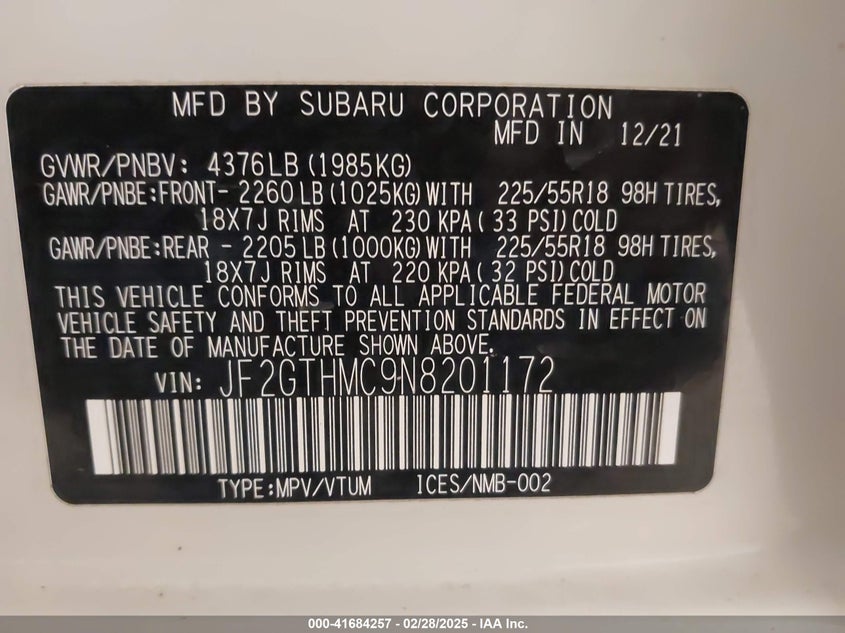 MFD BY SUBARU CORPORATION
MFD IN 12/21
GVWR/PNBV: 4376LB (1985KG)
GAWR/PNBE:FRONT- 2260 LB (1025KG) WITH 225/55R18 98H TIRES,
18X7J RIMS AT 230 KPA ( 33 PSI) COLD
GAWR/PNBE:REAR - 2205 LB (1000KG) WITH 225/55R18 98H TIRES,
18X7J RIMS AT 220 KPA ( 32 PSI) COLD
THIS VEHICLE CONFORMS TO ALL APPLICABLE FEDERAL MOTOR
VEHICLE SAFETY AND THEFT PREVENTION STANDARDS IN EFFECT ON
THE DATE OF MANUFACTURE SHOWN ABOVE.
VIN: JF2GTHMC9N8201172
TYPE:MPV/VTUM ICES/NMB-002
000-41684257 - 02/28/2025 - IAA Inc.